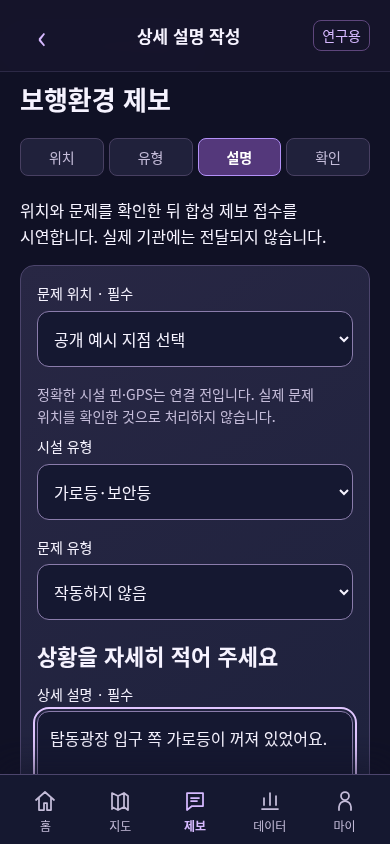 상세 설명 작성
연구용
보행환경 제보
위치
유형
설명
확인
위치와 문제를 확인한 뒤 합성 제보 접수를
시연합니다. 실제 기관에는 전달되지 않습니다.
문제 위치 · 필수
공개 예시 지점 선택
정확한 시설 핀·GPS는 연결 전입니다. 실제 문제
위치를 확인한 것으로 처리하지 않습니다.
시설 유형
가로등·보안등
문제 유형
작동하지 않음
상황을 자세히 적어 주세요
상세 설명 · 필수
탑동광장 입구 쪽 가로등이 꺼져 있었어요.
홈
지도
제보
데이터
마이